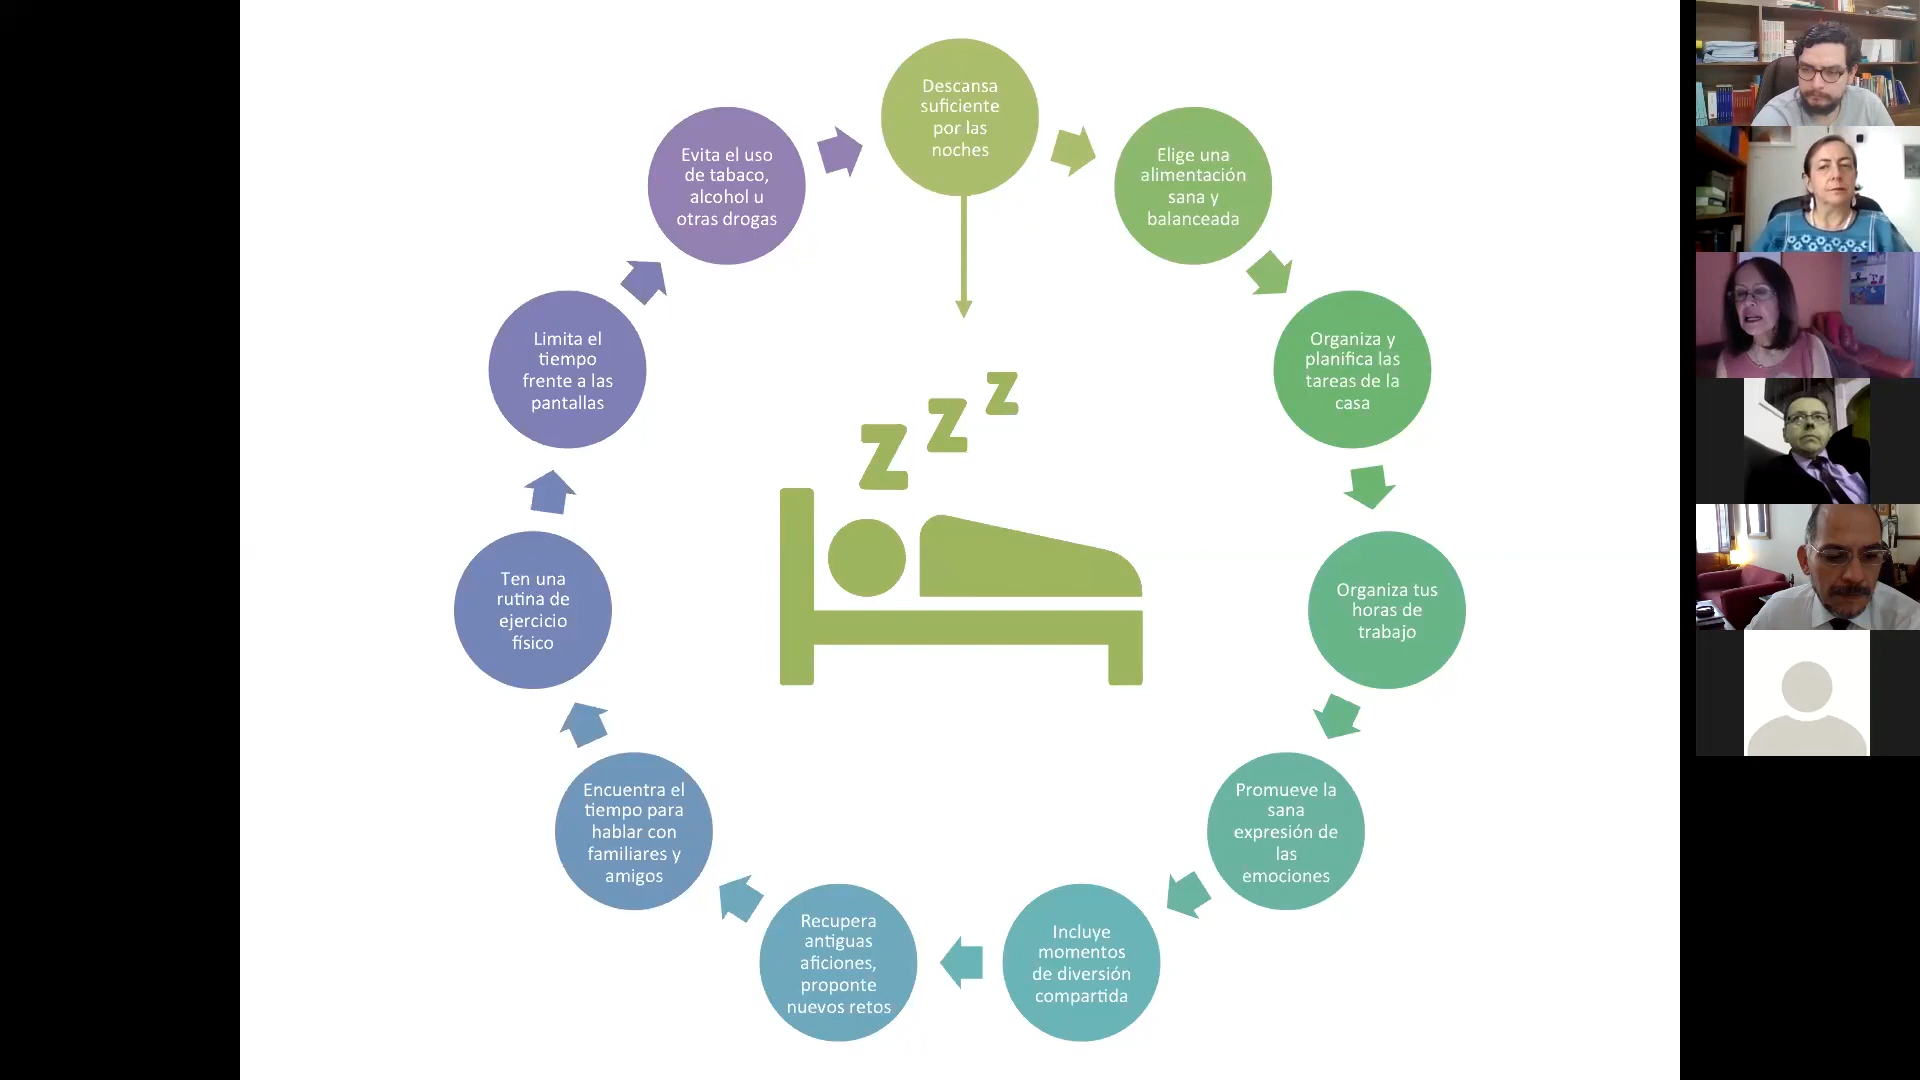 Descansa
suficiente
por las
noches
Elige una
alimentación
sana y
balanceada
Organiza y
planifica las
tareas de la
casa
Organiza tus
horas de
trabajo
Promueve la
sana
expresión de
las
emociones
Incluye
momentos
de diversión
compartida
Recupera
antiguas
aficiones,
proponte
nuevos retos
Encuentra el
tiempo para
hablar con
familiares y
amigos
Ten una
rutina de
ejercicio
físico
Limita el
tiempo
frente a las
pantallas
Evita el uso
de tabaco,
alcohol u
otras drogas
z
z
z